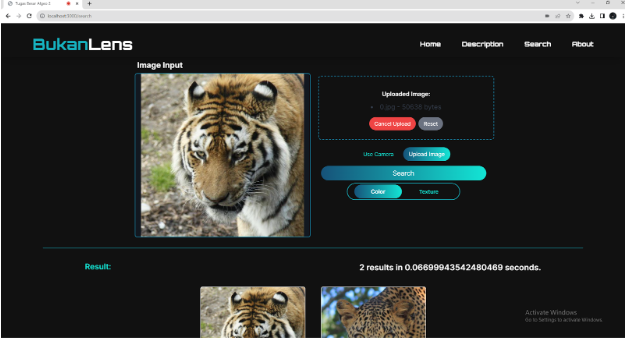 Tugas Besar Algeo 2
localhost:3000/search
BukanLens
Home Description Search About
Image Input
Uploaded Image:
0.jpg - 50808 bytes
Cancel Upload Reset
Use Camera Upload Image
Search
Color Texture
Result:
2 results in 0.06699943542480469 seconds.
Activate Windows
Go to Settings to activate Windows.